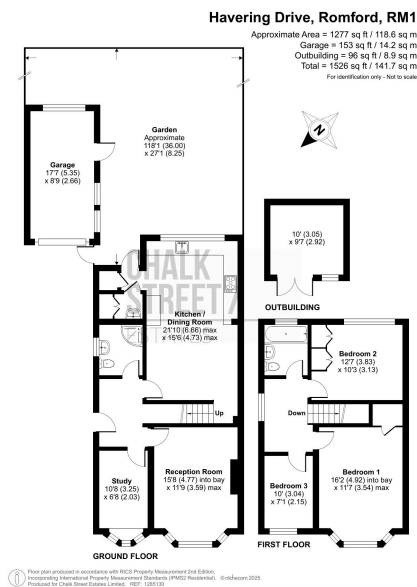 Havering Drive, Romford, RM1
Approximate Area = 1277 sq ft / 118.6 sq m
Garage = 153 sq ft / 14.2 sq m
Outbuilding = 96 sq ft / 8.9 sq m
Total = 1526 sq ft / 141.7 sq m
For identification only - Not to scale
N
Garden
Approximate
118'1 (36.00)
x 27'1 (8.25)
Garage
17'7 (5.35)
x 8'9 (2.66)
10' (3.05)
x 9'7 (2.92)
OUTBUILDING
CHALK
STREET
Kitchen /
Dining Room
21'10 (6.66) max
x 15'6 (4.73) max
Up
Study
10'8 (3.25)
x 6'8 (2.03)
Reception Room
15'8 (4.77) into bay
x 11'9 (3.59) max
GROUND FLOOR
Bedroom 2
12'7 (3.83)
x 10'3 (3.13)
Down
Bedroom 3
10' (3.04)
x 7'1 (2.15)
Bedroom 1
16'2 (4.92) into bay
x 11'7 (3.54) max
FIRST FLOOR
Floor plan produced in accordance with RICS Property Measurement 2nd Edition,
Incorporating International Property Measurement Standards (IPMS2 Residential). © nichecom 2025.
Produced for Chalk Street Estates Limited. REF: 1285130